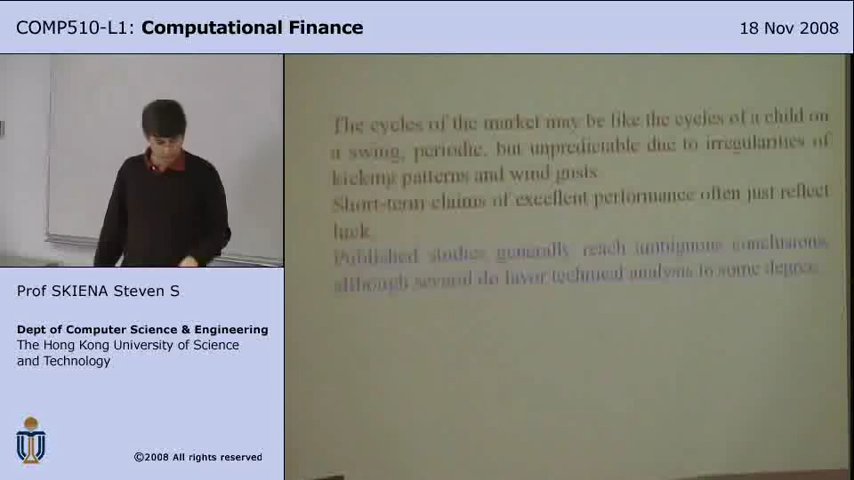 COMP510-L1: Computational Finance
18 Nov 2008
The cycles of the market may be like the cycles of a child on
a swing, periodic, but unpredictable due to irregularities of
kicking patterns and wind gusts.
Short-term claims of excellent performance often just reflect
luck.
Published studies generally reach ambiguous conclusions,
although several do favor technical analysis to some degree.
Prof SKIENA Steven S
Dept of Computer Science & Engineering
The Hong Kong University of Science
and Technology
©2008 All rights reserved